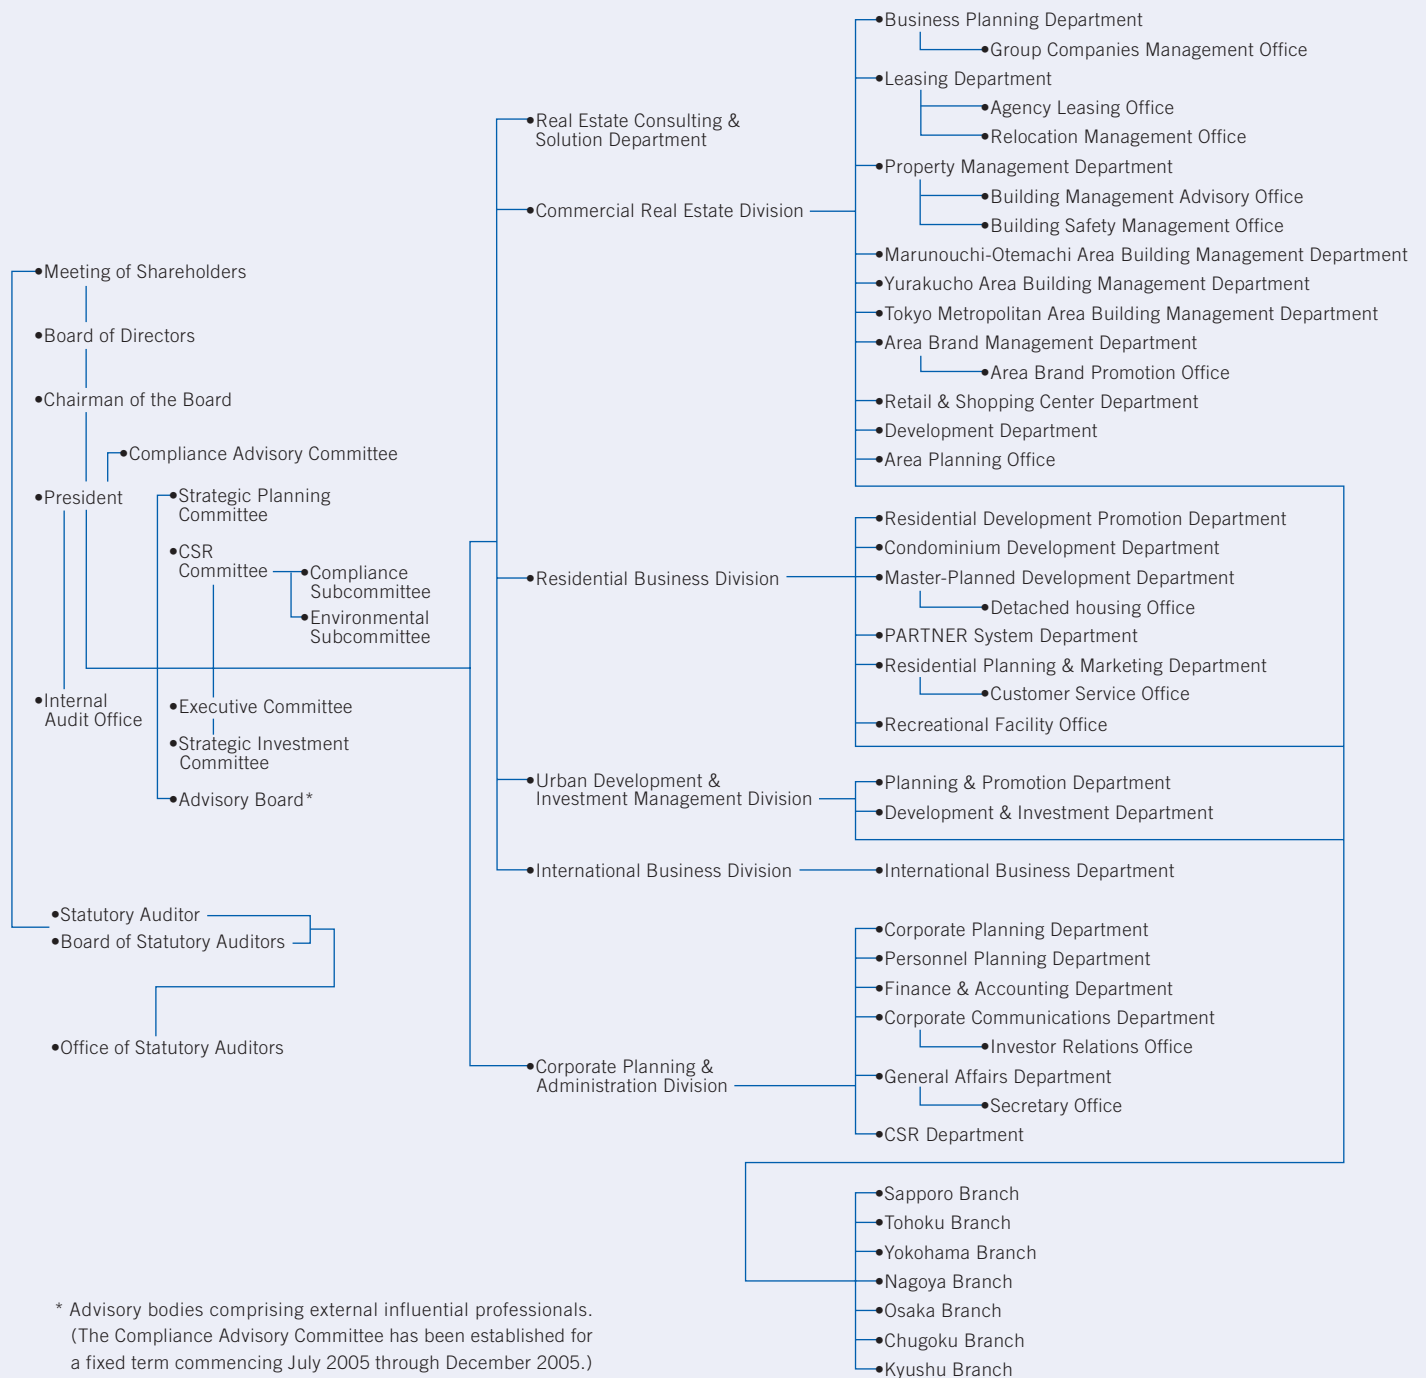 Meeting of Shareholders
Board of Directors
Chairman of the Board
Compliance Advisory Committee
President
Strategic Planning
Committee
CSR
Committee
Compliance
Subcommittee
Environmental
Subcommittee
Internal
Audit Office
Executive Committee
Strategic Investment
Committee
Advisory Board*
Statutory Auditor
Board of Statutory Auditors
Office of Statutory Auditors
Real Estate Consulting &
Solution Department
Commercial Real Estate Division
Business Planning Department
Group Companies Management Office
Leasing Department
Agency Leasing Office
Relocation Management Office
Property Management Department
Building Management Advisory Office
Building Safety Management Office
Marunouchi-Otemachi Area Building Management Department
Yurakucho Area Building Management Department
Tokyo Metropolitan Area Building Management Department
Area Brand Management Department
Area Brand Promotion Office
Retail & Shopping Center Department
Development Department
Area Planning Office
Residential Business Division
Residential Development Promotion Department
Condominium Development Department
Master-Planned Development Department
Detached housing Office
PARTNER System Department
Residential Planning & Marketing Department
Customer Service Office
Recreational Facility Office
Urban Development &
Investment Management Division
Planning & Promotion Department
Development & Investment Department
International Business Division
International Business Department
Corporate Planning &
Administration Division
Corporate Planning Department
Personnel Planning Department
Finance & Accounting Department
Corporate Communications Department
Investor Relations Office
General Affairs Department
Secretary Office
CSR Department
Sapporo Branch
Tohoku Branch
Yokohama Branch
Nagoya Branch
Osaka Branch
Chugoku Branch
Kyushu Branch
* Advisory bodies comprising external influential professionals.
(The Compliance Advisory Committee has been established for
a fixed term commencing July 2005 through December 2005.)